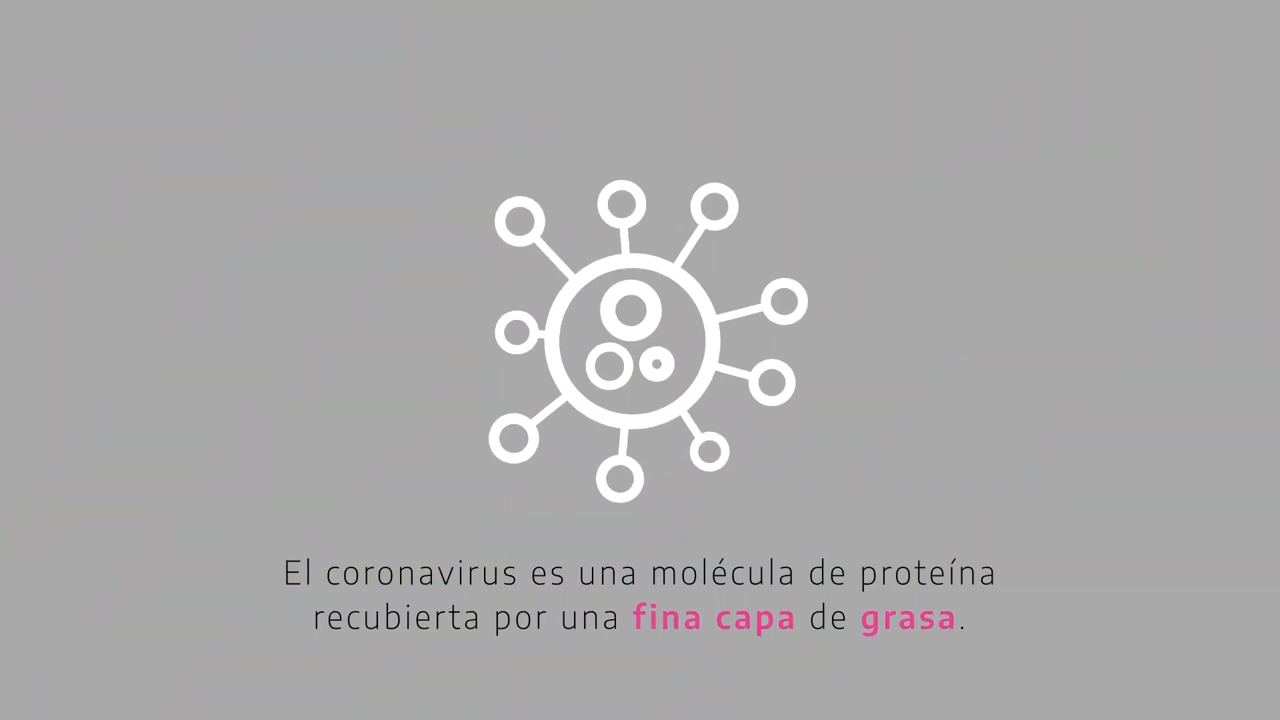 El coronavirus es una molécula de proteína
recubierta por una fina capa de grasa.